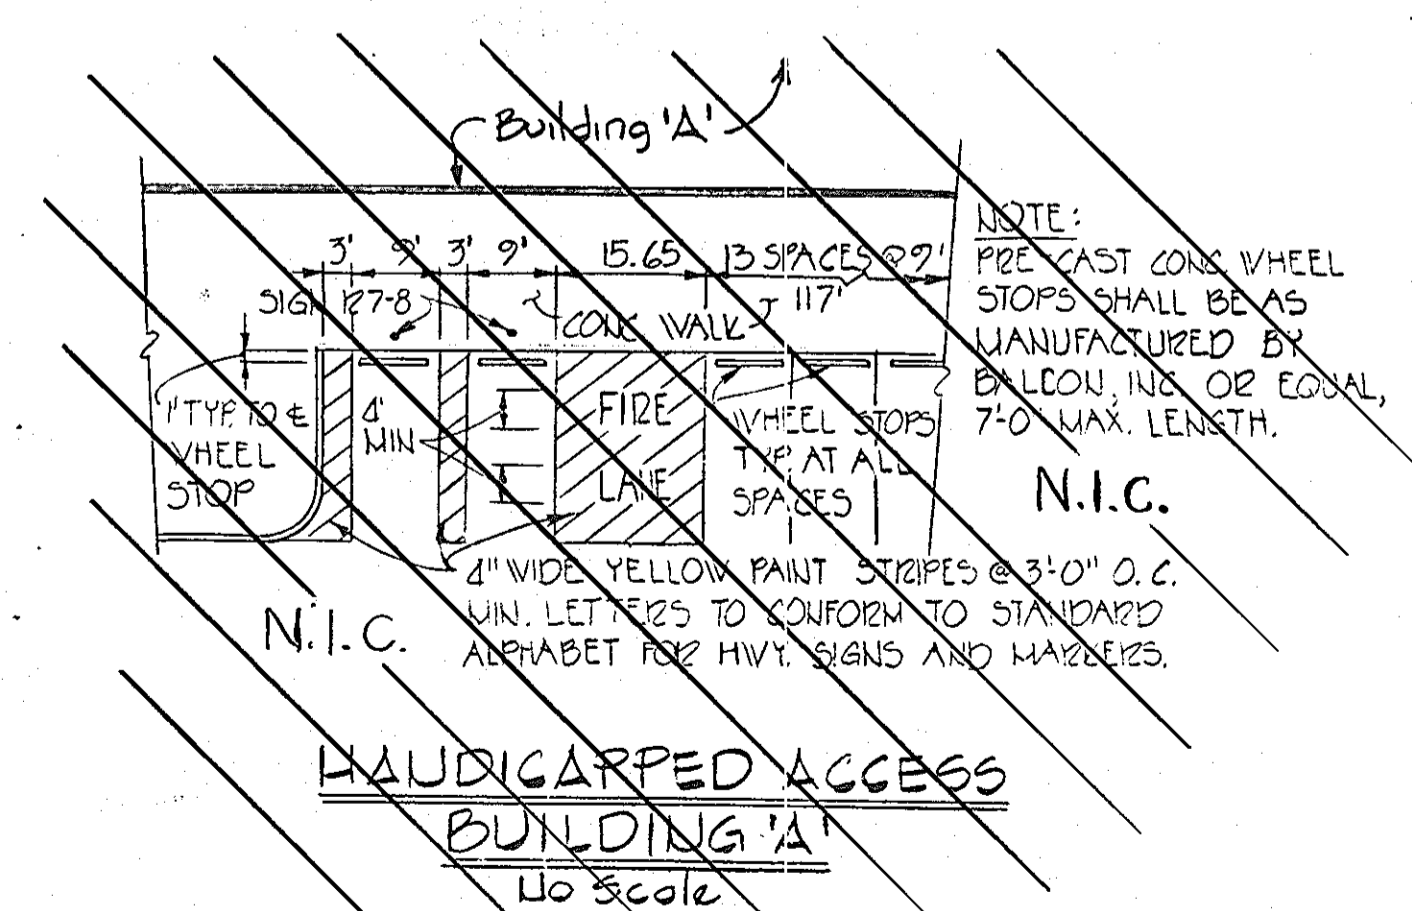 Building 'A'
NOTE:
PRE-CAST CONC. WHEEL
STOPS SHALL BE AS
MANUFACTURED BY
BALCON, INC. OR EQUAL,
7'-0" MAX. LENGTH.
3' 9' 3' 9' 15.65 13 SPACES @ 9'
117'
SIGN R7-8
CONC WALK
1' TYP. TO ℄
WHEEL
STOP
4'
MIN
FIRE
LANE
WHEEL STOPS
TYP. AT ALL
SPACES
N.I.C.
4" WIDE YELLOW PAINT STRIPES @ 3'-0" O.C.
MIN. LETTERS TO CONFORM TO STANDARD
ALPHABET FOR HWY. SIGNS AND MARKERS.
N.I.C.
HANDICAPPED ACCESS
BUILDING 'A'
No Scale